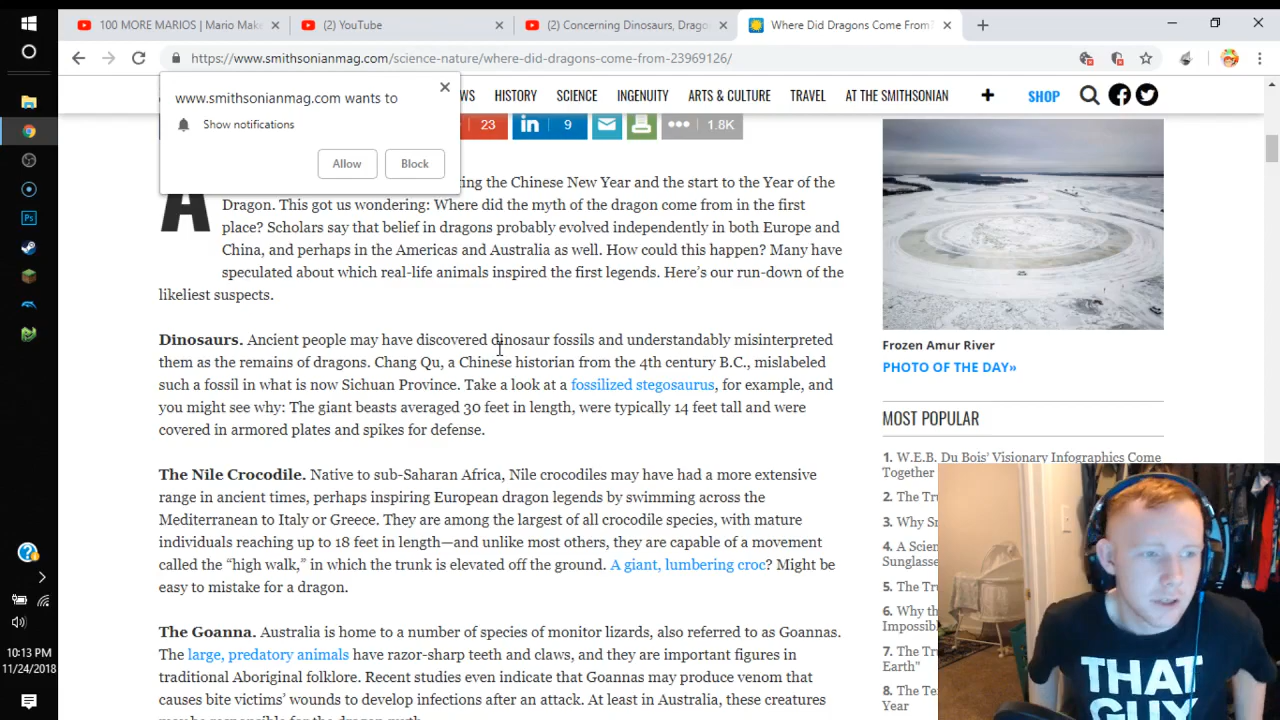 100 MORE MARIOS | Mario Make
(2) YouTube
(2) Concerning Dinosaurs, Drago
Where Did Dragons Come From?
https://www.smithsonianmag.com/science-nature/where-did-dragons-come-from-23969126/
www.smithsonianmag.com wants to
Show notifications
Allow
Block
WS
HISTORY
SCIENCE
INGENUITY
ARTS & CULTURE
TRAVEL
AT THE SMITHSONIAN
SHOP
23
9
1.8K
A
ing the Chinese New Year and the start to the Year of the
Dragon. This got us wondering: Where did the myth of the dragon come from in the first
place? Scholars say that belief in dragons probably evolved independently in both Europe and
China, and perhaps in the Americas and Australia as well. How could this happen? Many have
speculated about which real-life animals inspired the first legends. Here's our run-down of the
likeliest suspects.
Dinosaurs. Ancient people may have discovered dinosaur fossils and understandably misinterpreted
them as the remains of dragons. Chang Qu, a Chinese historian from the 4th century B.C., mislabeled
such a fossil in what is now Sichuan Province. Take a look at a fossilized stegosaurus, for example, and
you might see why: The giant beasts averaged 30 feet in length, were typically 14 feet tall and were
covered in armored plates and spikes for defense.
The Nile Crocodile. Native to sub-Saharan Africa, Nile crocodiles may have had a more extensive
range in ancient times, perhaps inspiring European dragon legends by swimming across the
Mediterranean to Italy or Greece. They are among the largest of all crocodile species, with mature
individuals reaching up to 18 feet in length—and unlike most others, they are capable of a movement
called the “high walk,” in which the trunk is elevated off the ground. A giant, lumbering croc? Might be
easy to mistake for a dragon.
The Goanna. Australia is home to a number of species of monitor lizards, also referred to as Goannas.
The large, predatory animals have razor-sharp teeth and claws, and they are important figures in
traditional Aboriginal folklore. Recent studies even indicate that Goannas may produce venom that
causes bite victims' wounds to develop infections after an attack. At least in Australia, these creatures
may be responsible for the dragon myth.
Frozen Amur River
PHOTO OF THE DAY»
MOST POPULAR
1. W.E.B. Du Bois' Visionary Infographics Come
Together
2. The Tru
3. Why Sm
4. A Scien
Sunglasse
5. The Tru
6. Why th
Impossibl
7. The Tru
Earth"
8. The Te
Year
THAT
GUY
Ps
10:13 PM
11/24/2018